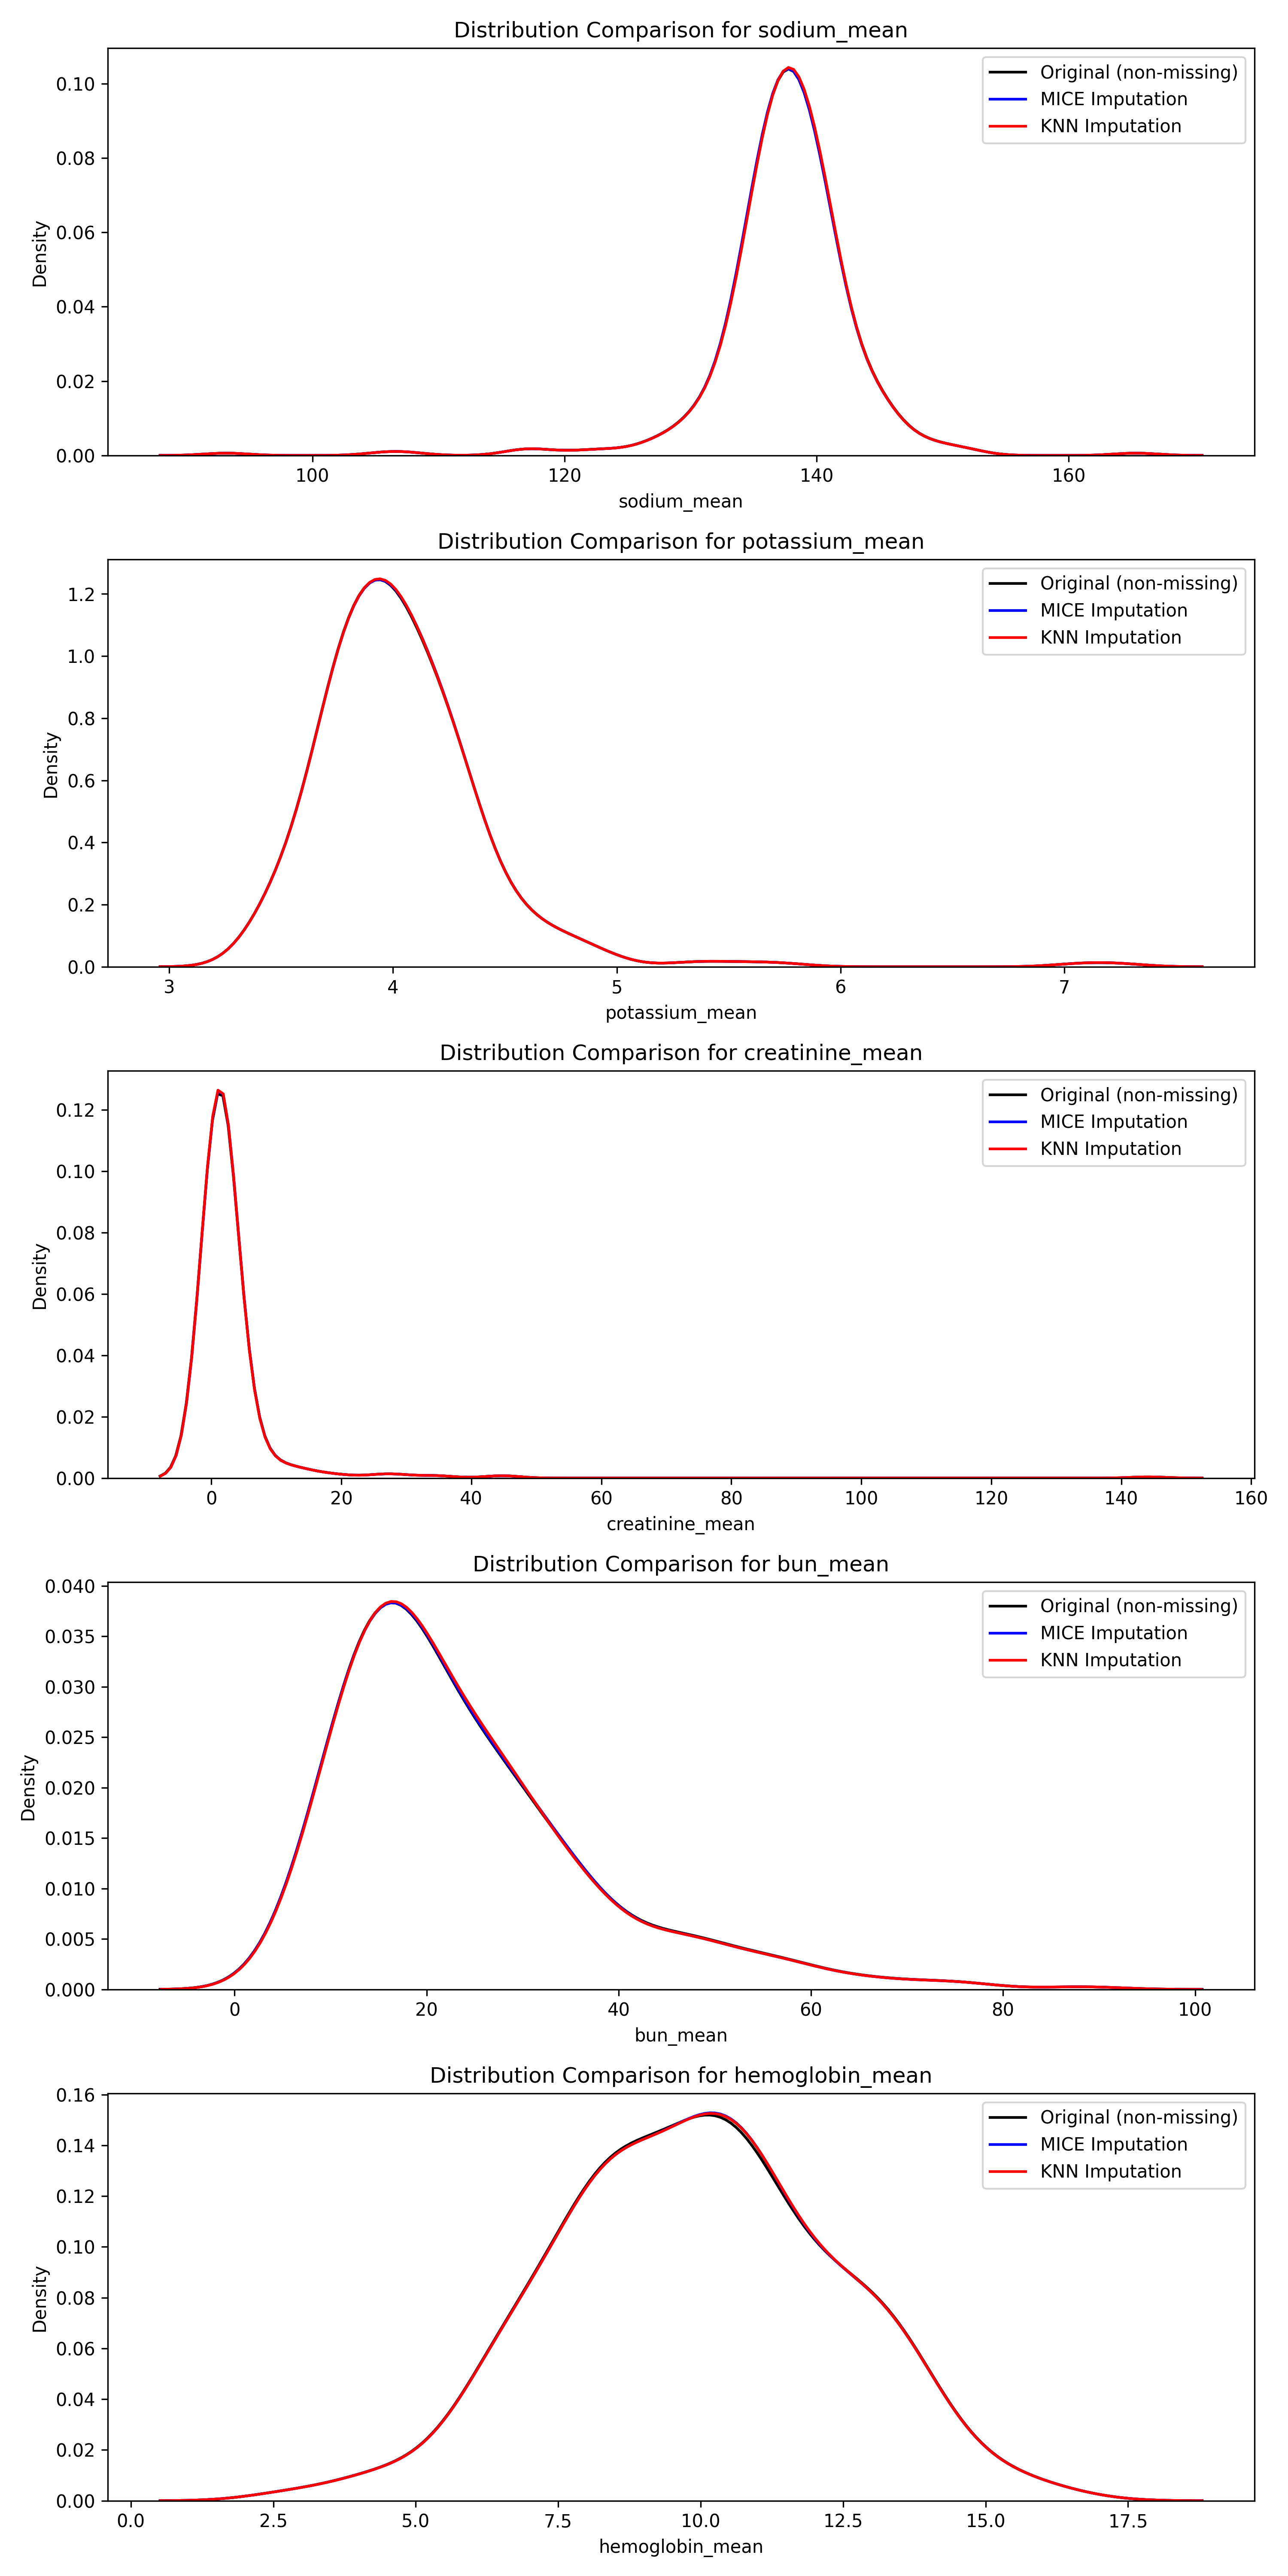 Distribution Comparison for sodium_mean
Original (non-missing)
MICE Imputation
KNN Imputation
Density
0.10
0.08
0.06
0.04
0.02
0.00
100 120 140 160
sodium_mean
Distribution Comparison for potassium_mean
Original (non-missing)
MICE Imputation
KNN Imputation
Density
1.2
1.0
0.8
0.6
0.4
0.2
0.0
3 4 5 6 7
potassium_mean
Distribution Comparison for creatinine_mean
Original (non-missing)
MICE Imputation
KNN Imputation
Density
0.12
0.10
0.08
0.06
0.04
0.02
0.00
0 20 40 60 80 100 120 140 160
creatinine_mean
Distribution Comparison for bun_mean
Original (non-missing)
MICE Imputation
KNN Imputation
Density
0.040
0.035
0.030
0.025
0.020
0.015
0.010
0.005
0.000
0 20 40 60 80 100
bun_mean
Distribution Comparison for hemoglobin_mean
Original (non-missing)
MICE Imputation
KNN Imputation
Density
0.16
0.14
0.12
0.10
0.08
0.06
0.04
0.02
0.00
0.0 2.5 5.0 7.5 10.0 12.5 15.0 17.5
hemoglobin_mean